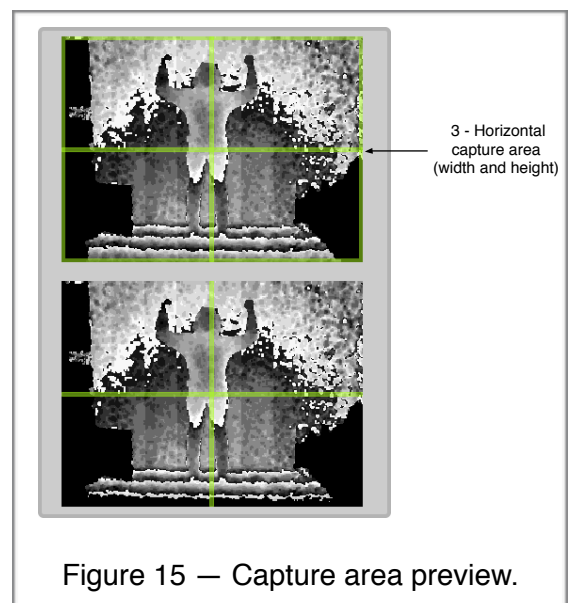 3 - Horizontal
capture area
(width and height)
Figure 15 — Capture area preview.